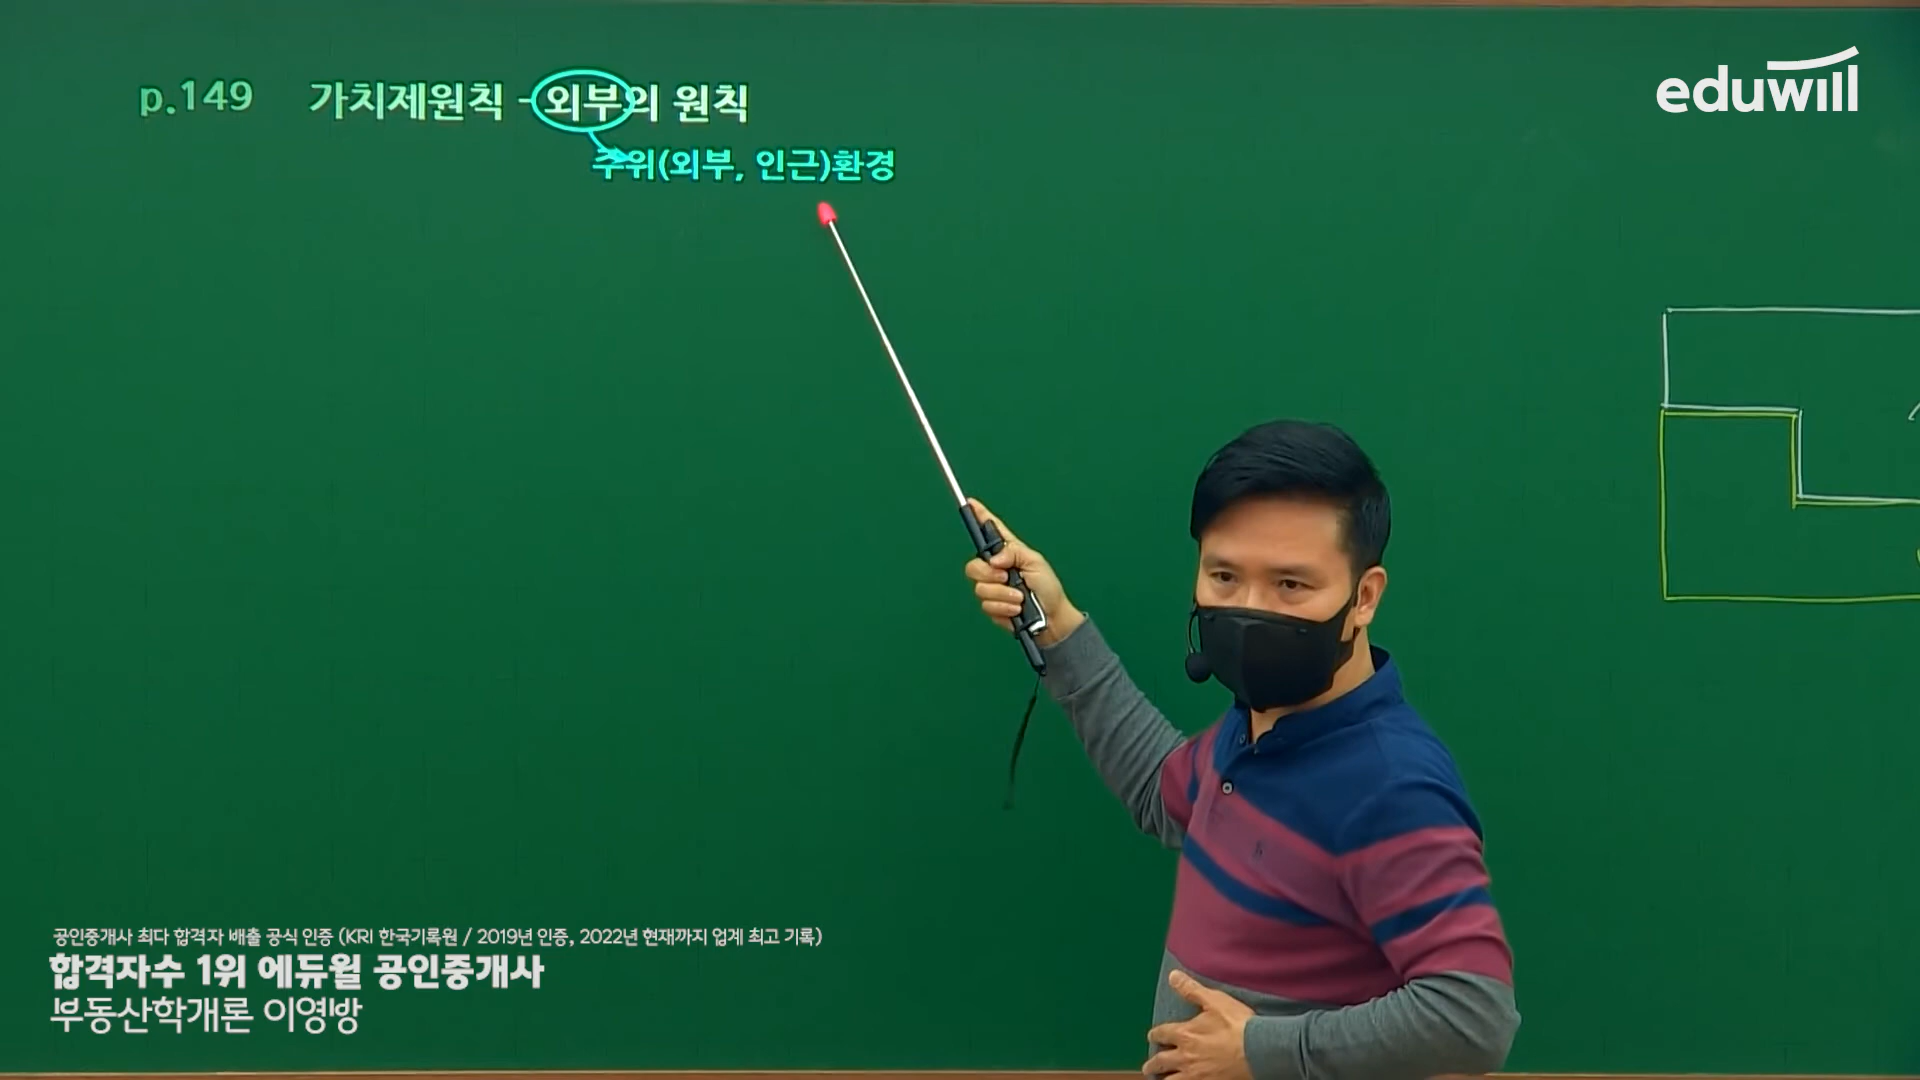 eduwill
p.149 가치제원칙 - 외부의 원칙
주위(외부, 인근)환경
공인중개사 최다 합격자 배출 공식 인증 (KRI 한국기록원 / 2019년 인증, 2022년 현재까지 업계 최고 기록)
합격자수 1위 에듀윌 공인중개사
부동산학개론 이영방